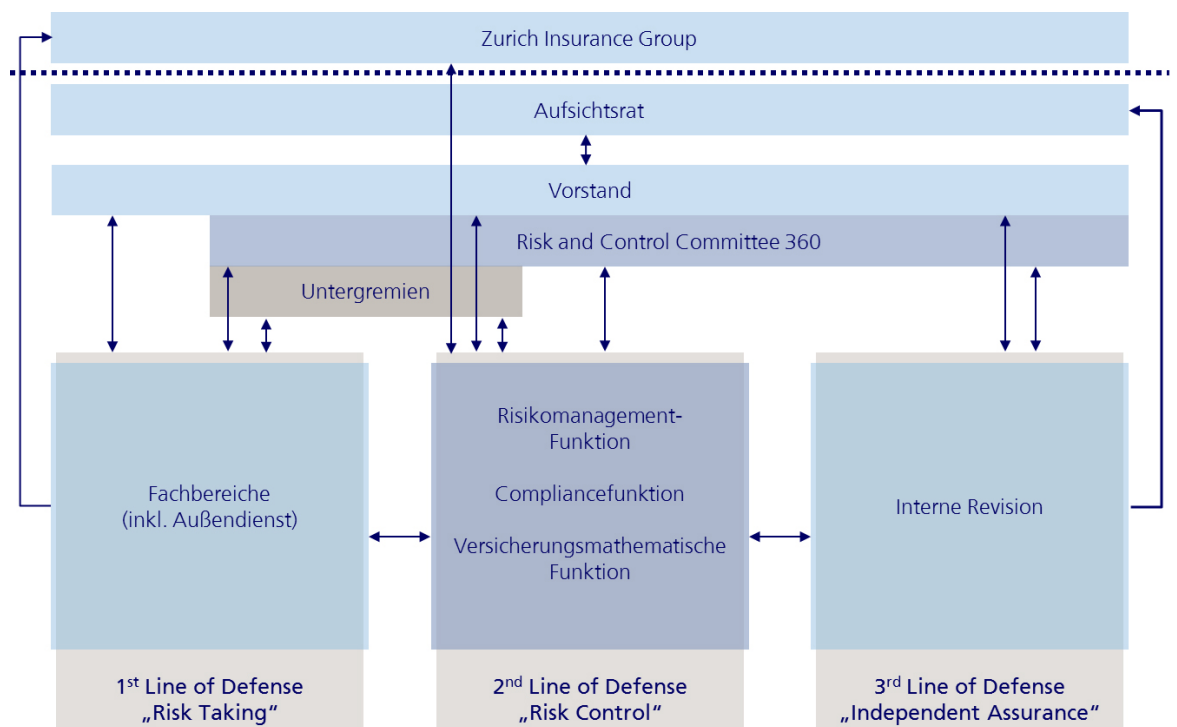 Zurich Insurance Group
Aufsichtsrat
Vorstand
Risk and Control Committee 360
Untergremien
Fachbereiche
(inkl. Außendienst)
Risikomanagement-
Funktion
Compliancefunktion
Versicherungsmathematische
Funktion
Interne Revision
1st Line of Defense
„Risk Taking“
2nd Line of Defense
„Risk Control“
3rd Line of Defense
„Independent Assurance“